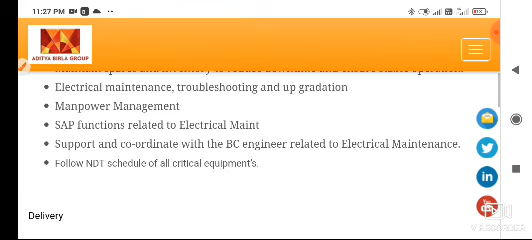 11:27 PM
ADITYA BIRLA GROUP
Electrical maintenance, troubleshooting and up gradation
Manpower Management
SAP functions related to Electrical Maint
Support and co-ordinate with the BC engineer related to Electrical Maintenance.
Follow NDT schedule of all critical equipment's.
Delivery